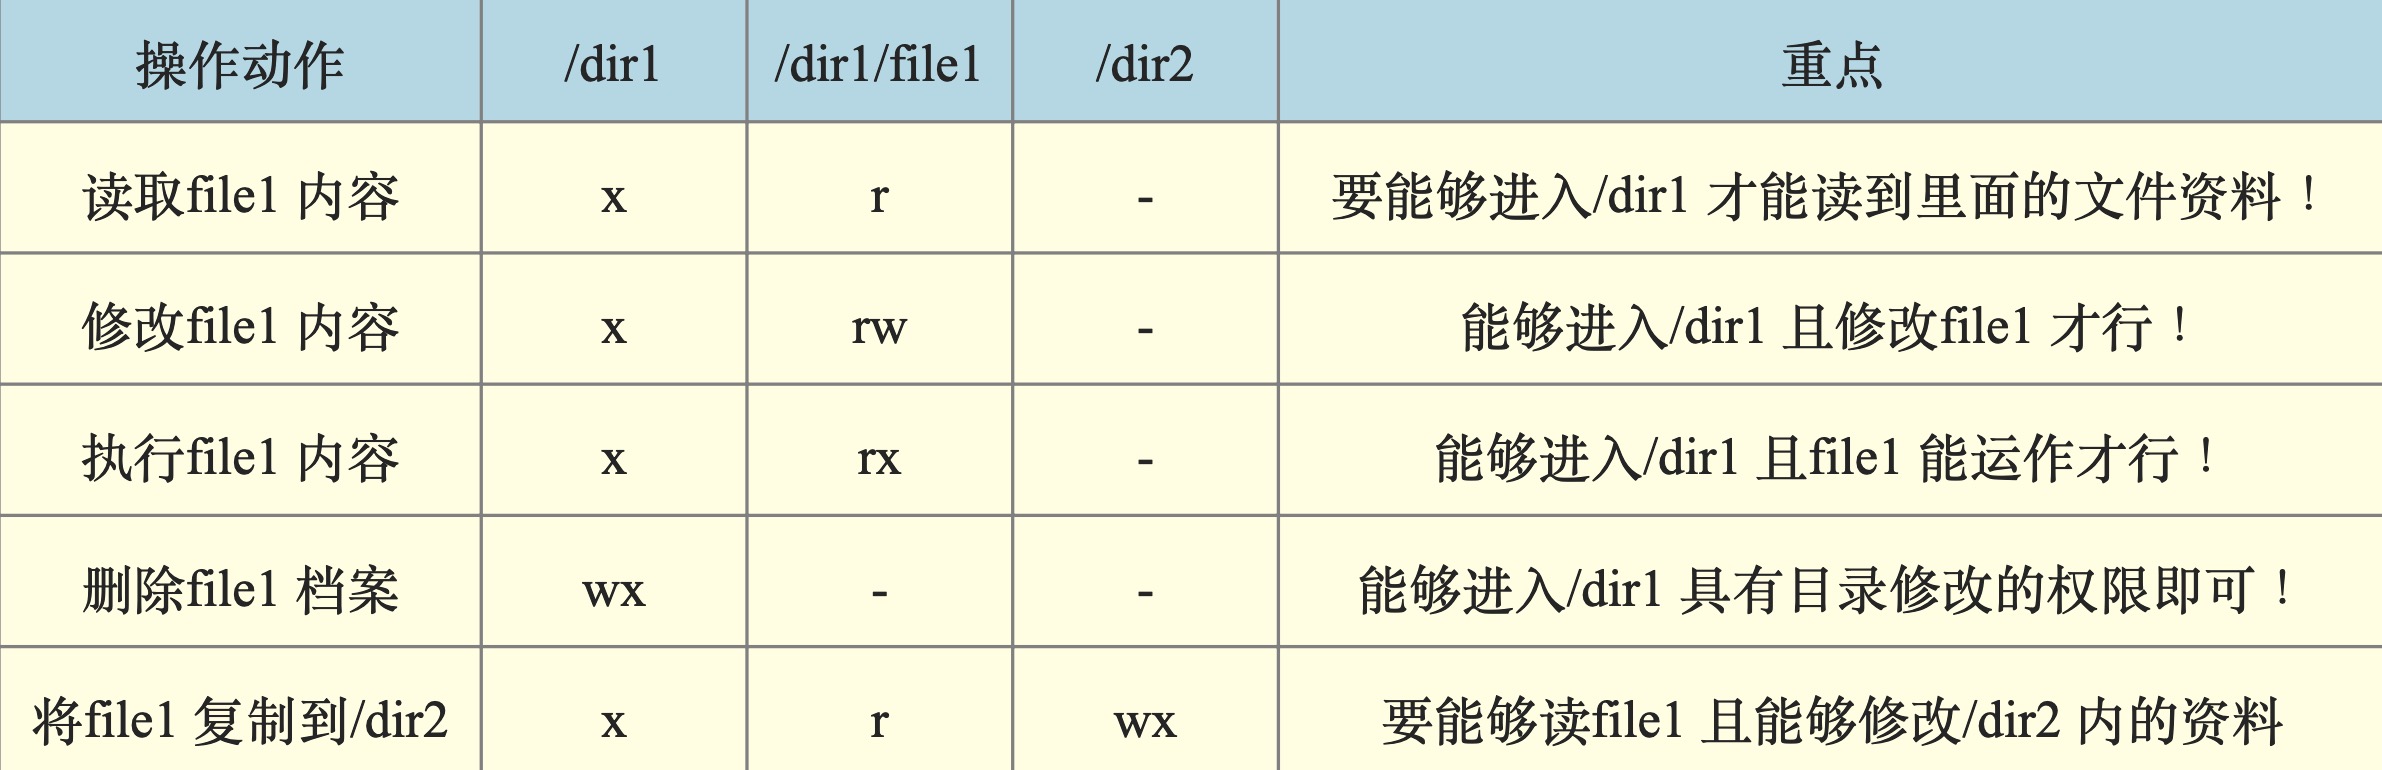 操作动作 /dir1 /dir1/file1 /dir2 重点
读取file1 内容 x r - 要能够进入/dir1 才能读到里面的文件资料！
修改file1 内容 x rw - 能够进入/dir1 且修改file1 才行！
执行file1 内容 x rx - 能够进入/dir1 且file1 能运作才行！
删除file1 档案 wx - - 能够进入/dir1 具有目录修改的权限即可！
将file1 复制到/dir2 x r wx 要能够读file1 且能够修改/dir2 内的资料